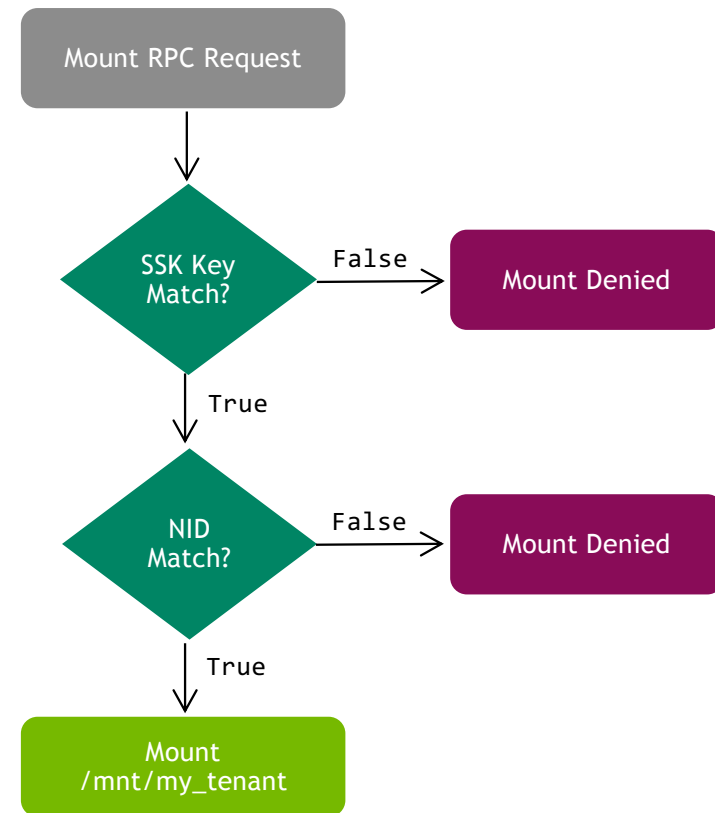 Mount RPC Request
SSK Key
Match?
False
Mount Denied
True
NID
Match?
False
Mount Denied
True
Mount
/mnt/my_tenant